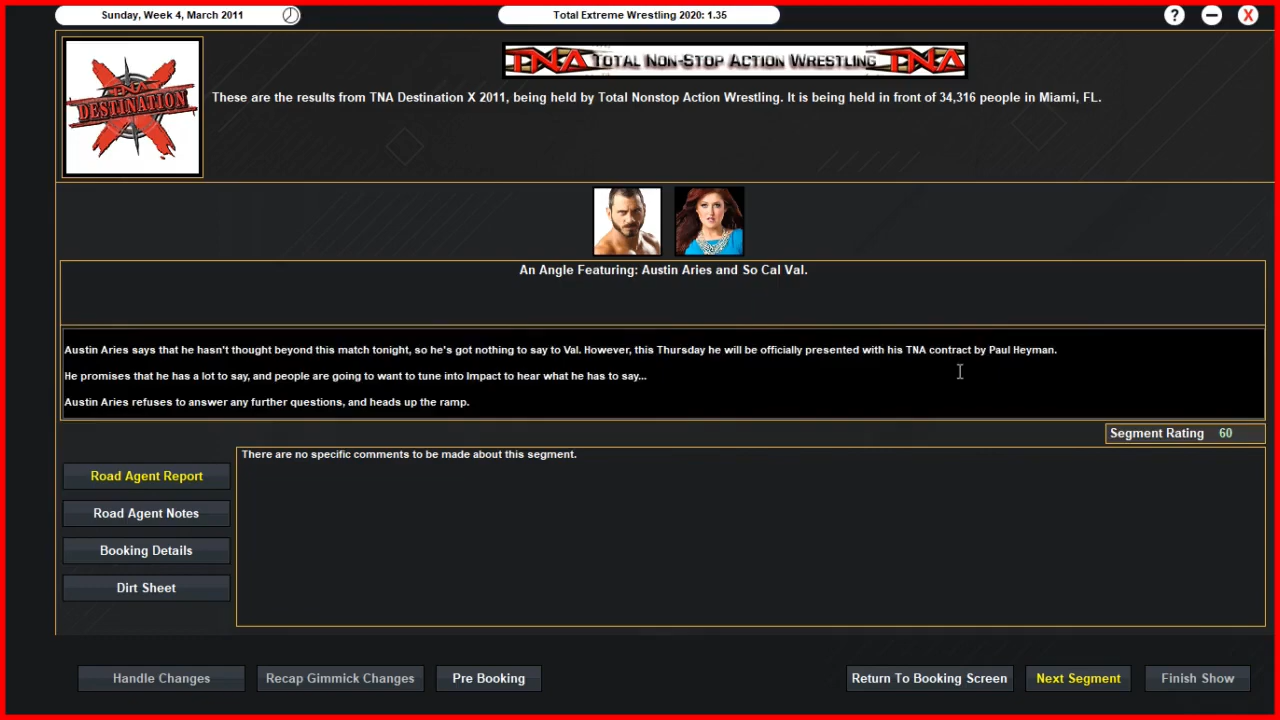 Sunday, Week 4, March 2011
Total Extreme Wrestling 2020: 1.35
? − X
TNA DESTINATION X
TNA TOTAL NON-STOP ACTION WRESTLING TNA
These are the results from TNA Destination X 2011, being held by Total Nonstop Action Wrestling. It is being held in front of 34,316 people in Miami, FL.
An Angle Featuring: Austin Aries and So Cal Val.
Austin Aries says that he hasn't thought beyond this match tonight, so he's got nothing to say to Val. However, this Thursday he will be officially presented with his TNA contract by Paul Heyman.
He promises that he has a lot to say, and people are going to want to tune into Impact to hear what he has to say...
Austin Aries refuses to answer any further questions, and heads up the ramp.
Segment Rating 60
There are no specific comments to be made about this segment.
Road Agent Report
Road Agent Notes
Booking Details
Dirt Sheet
Handle Changes
Recap Gimmick Changes
Pre Booking
Return To Booking Screen
Next Segment
Finish Show